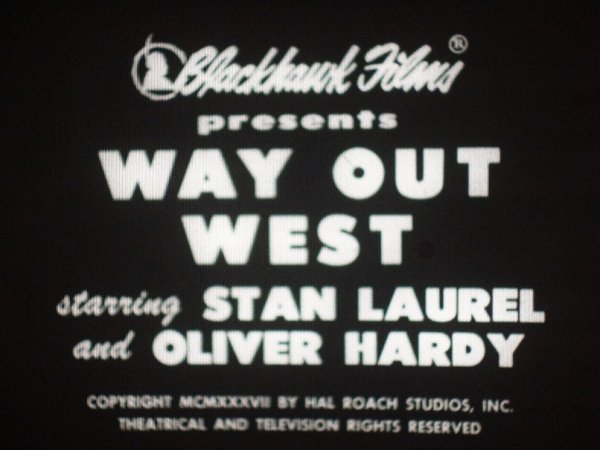 Blackhawk Films®
presents
WAY OUT
WEST
starring STAN LAUREL
and OLIVER HARDY
COPYRIGHT MCMXXXVII BY HAL ROACH STUDIOS, INC.
THEATRICAL AND TELEVISION RIGHTS RESERVED